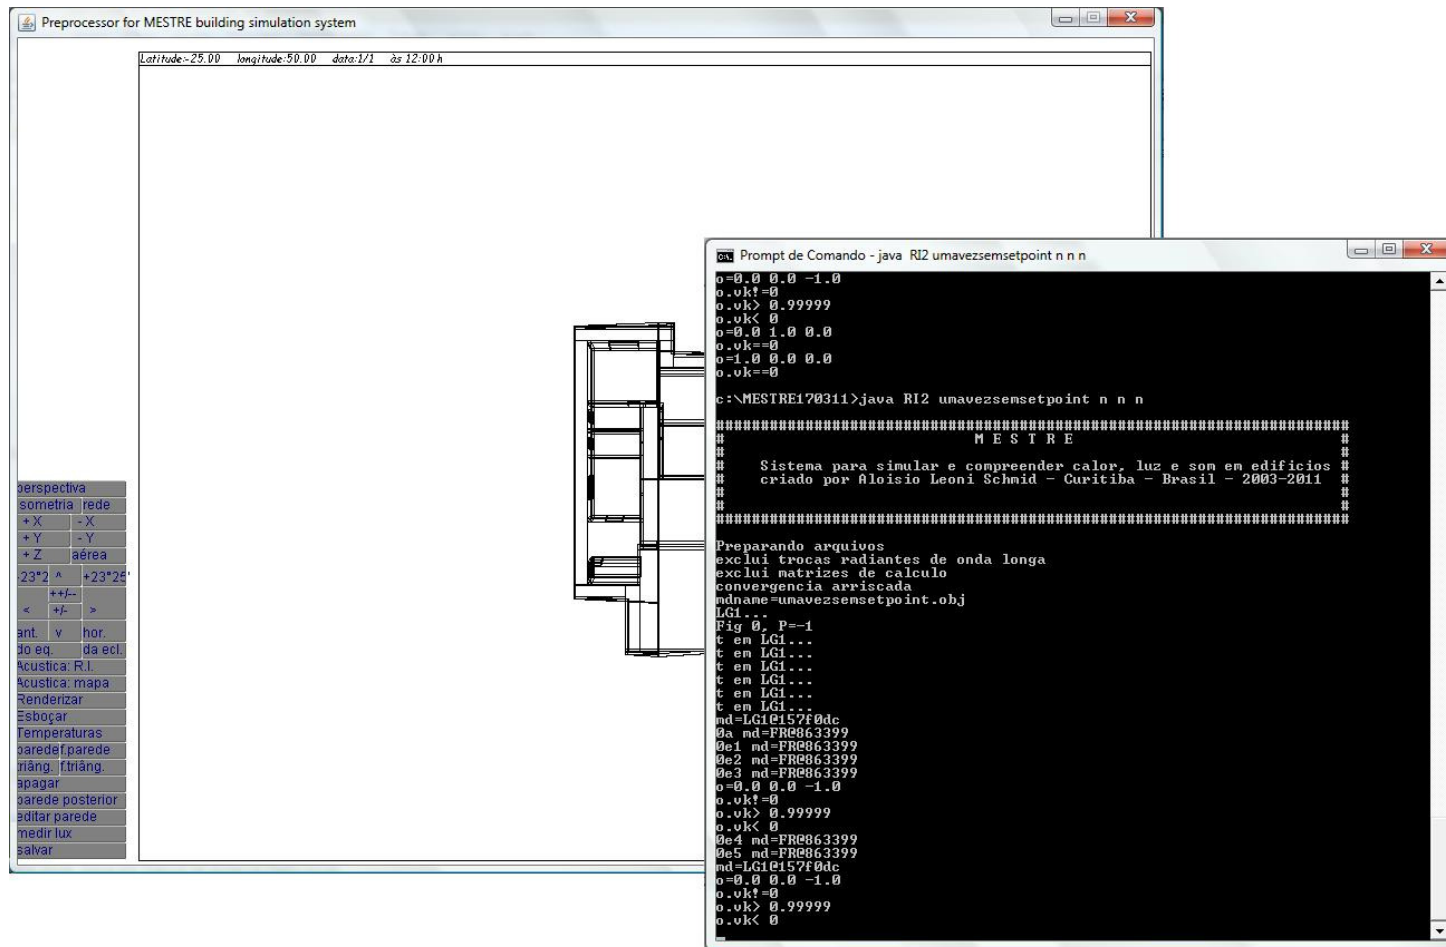 Preprocessor for MESTRE building simulation system
Latitude:-25.00 longitude:50.00 data:1/1 às 12:00 h
perspectiva
isometria rede
+ X - X
+ Y - Y
+ Z aérea
-23°2 ^ +23°26'
++/--
< +/- >
ant. v hor.
do eq. da ecl.
Acustica: R.I.
Acustica: mapa
Renderizar
Esboçar
Temperaturas
parede f.parede
triâng. f.triâng.
apagar
parede posterior
editar parede
medir lux
salvar
Prompt de Comando - java RI2 umavezsemsetpoint n n n
o=0.0 0.0 -1.0
o.vk!=0
o.vk> 0.99999
o.vk< 0
o=0.0 1.0 0.0
o.vk==0
o=1.0 0.0 0.0
o.vk==0
c:\MESTRE170311>java RI2 umavezsemsetpoint n n n
#######################################################################
# M E S T R E #
# #
# Sistema para simular e compreender calor, luz e som em edificios #
# criado por Aloisio Leoni Schmid - Curitiba - Brasil - 2003-2011 #
# #
# #
#######################################################################
Preparando arquivos
exclui trocas radiantes de onda longa
exclui matrizes de calculo
convergencia arriscada
mdname=umavezsemsetpoint.obj
LG1...
Fig 0, P=-1
t em LG1...
t em LG1...
t em LG1...
t em LG1...
t em LG1...
t em LG1...
md=LG1@157f0dc
0a md=FR@863399
0e1 md=FR@863399
0e2 md=FR@863399
0e3 md=FR@863399
o=0.0 0.0 -1.0
o.vk!=0
o.vk> 0.99999
o.vk< 0
0e4 md=FR@863399
0e5 md=FR@863399
md=LG1@157f0dc
o=0.0 0.0 -1.0
o.vk!=0
o.vk> 0.99999
o.vk< 0